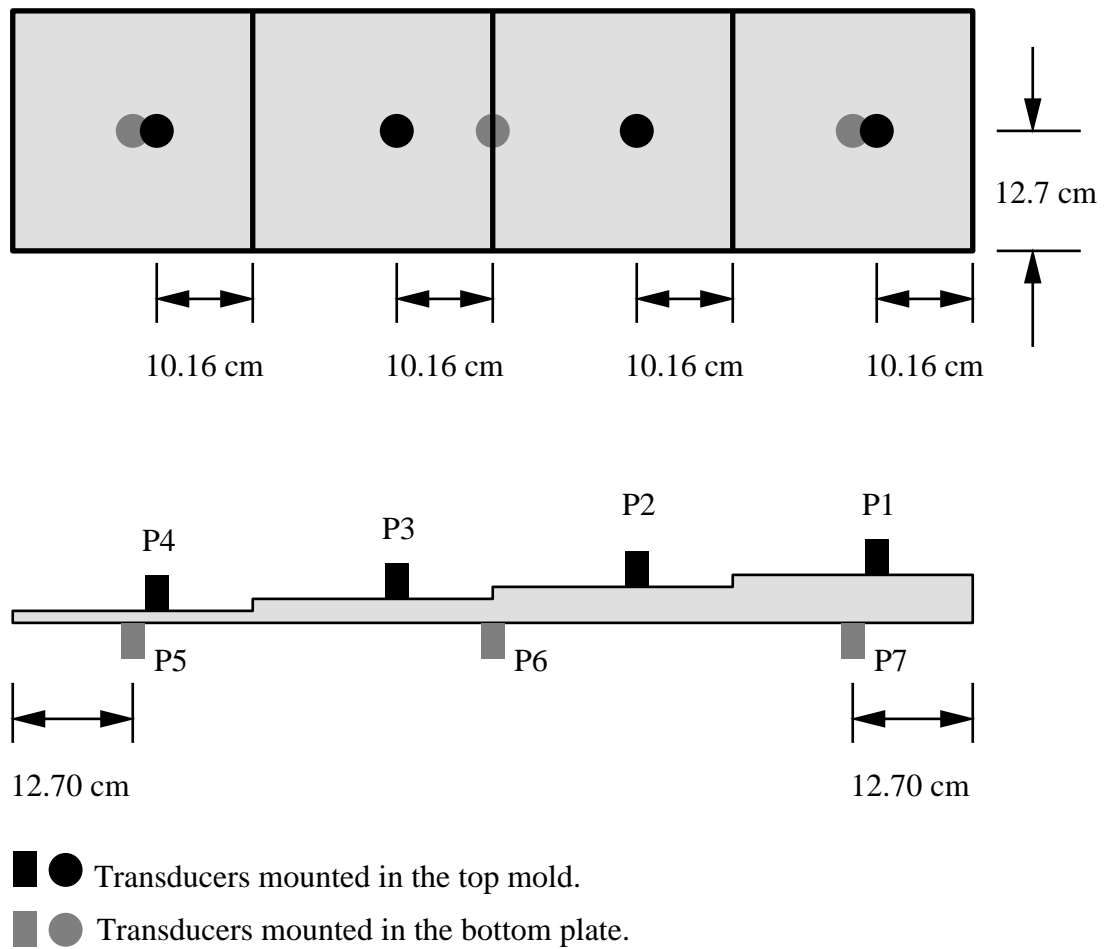 12.7 cm
10.16 cm
10.16 cm
10.16 cm
10.16 cm
P4
P3
P2
P1
P5
P6
P7
12.70 cm
12.70 cm
Transducers mounted in the top mold.
Transducers mounted in the bottom plate.